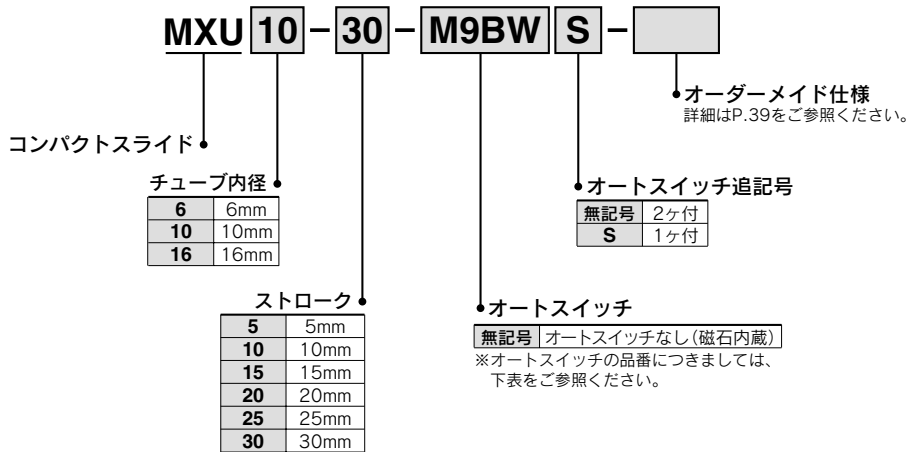 MXU 10 – 30 – M9BW S –
オーダーメイド仕様
詳細はP.39をご参照ください。
コンパクトスライド
チューブ内径
6 6mm
10 10mm
16 16mm
オートスイッチ追記号
無記号 2ヶ付
S 1ヶ付
ストローク
5 5mm
10 10mm
15 15mm
20 20mm
25 25mm
30 30mm
オートスイッチ
無記号 オートスイッチなし(磁石内蔵)
※オートスイッチの品番につきましては、
下表をご参照ください。